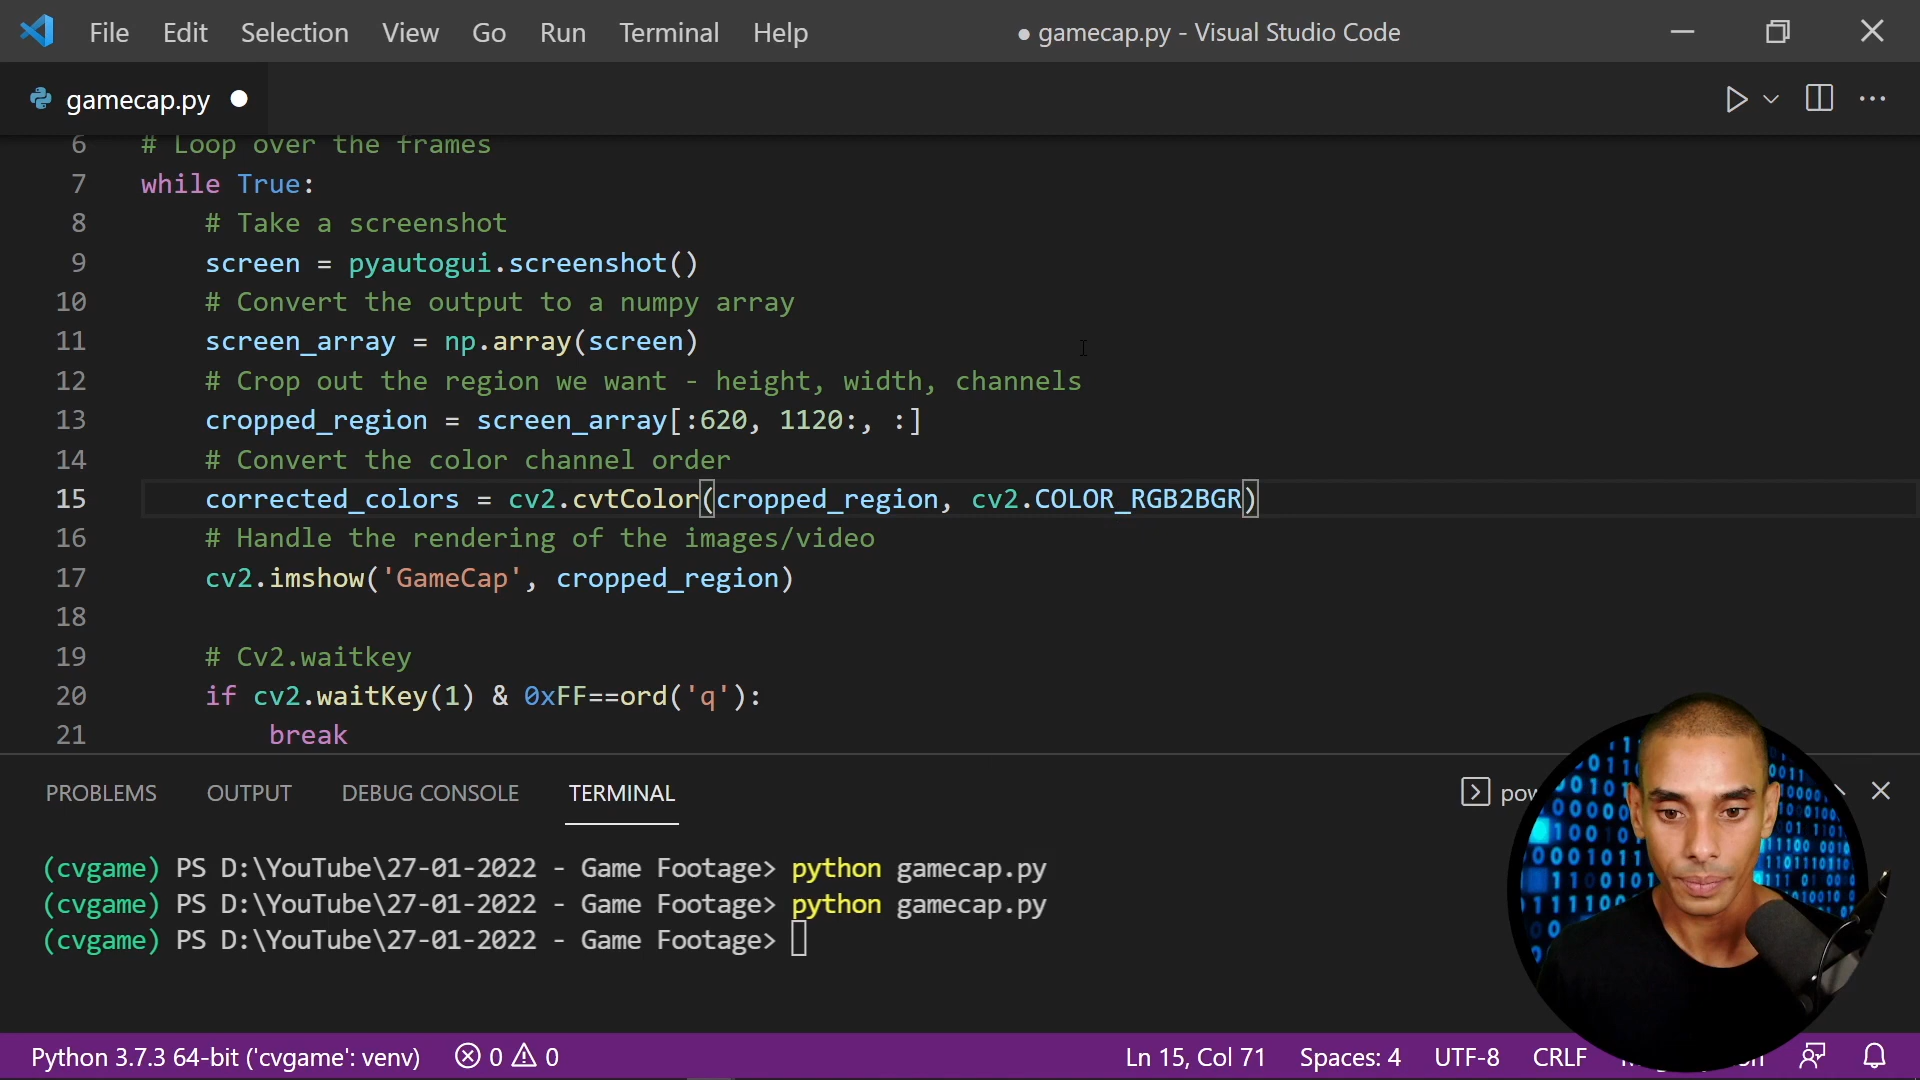 File Edit Selection View Go Run Terminal Help
● gamecap.py - Visual Studio Code
gamecap.py
6 # Loop over the frames
7 while True:
8 # Take a screenshot
9 screen = pyautogui.screenshot()
10 # Convert the output to a numpy array
11 screen_array = np.array(screen)
12 # Crop out the region we want - height, width, channels
13 cropped_region = screen_array[:620, 1120:, :]
14 # Convert the color channel order
15 corrected_colors = cv2.cvtColor(cropped_region, cv2.COLOR_RGB2BGR)
16 # Handle the rendering of the images/video
17 cv2.imshow('GameCap', cropped_region)
18
19 # Cv2.waitkey
20 if cv2.waitKey(1) & 0xFF==ord('q'):
21 break
PROBLEMS OUTPUT DEBUG CONSOLE TERMINAL
(cvgame) PS D:\YouTube\27-01-2022 - Game Footage> python gamecap.py
(cvgame) PS D:\YouTube\27-01-2022 - Game Footage> python gamecap.py
(cvgame) PS D:\YouTube\27-01-2022 - Game Footage>
Python 3.7.3 64-bit ('cvgame': venv) 0 0 Ln 15, Col 71 Spaces: 4 UTF-8 CRLF